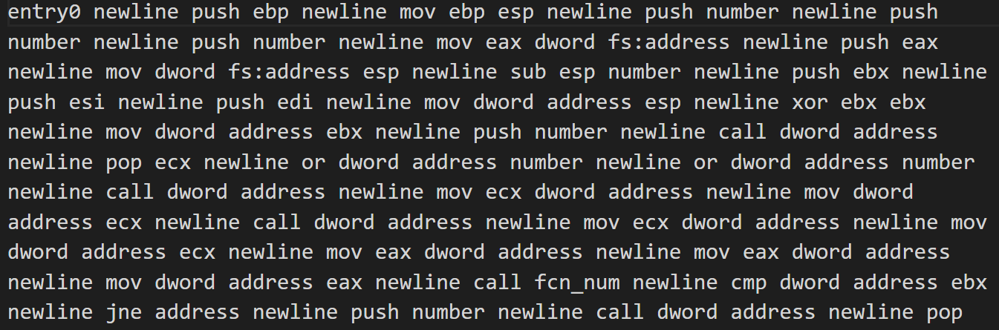 entry0 newline push ebp newline mov ebp esp newline push number newline push
number newline push number newline mov eax dword fs:address newline push eax
newline mov dword fs:address esp newline sub esp number newline push ebx newline
push esi newline push edi newline mov dword address esp newline xor ebx ebx
newline mov dword address ebx newline push number newline call dword address
newline pop ecx newline or dword address number newline or dword address number
newline call dword address newline mov ecx dword address newline mov dword
address ecx newline call dword address newline mov ecx dword address newline mov
dword address ecx newline mov eax dword address newline mov eax dword address
newline mov dword address eax newline call fcn_num newline cmp dword address ebx
newline jne address newline push number newline call dword address newline pop